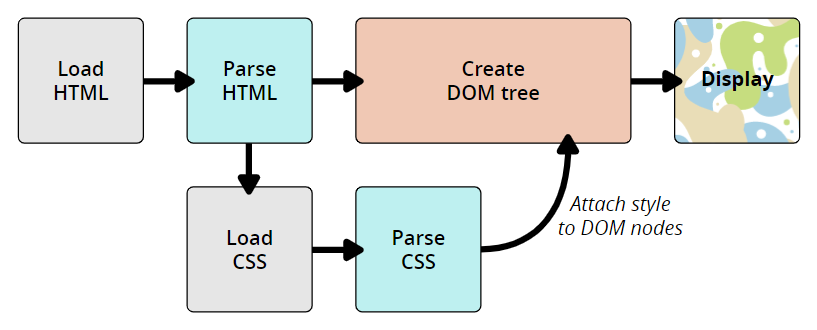 Load
HTML
Parse
HTML
Create
DOM tree
Display
Load
CSS
Parse
CSS
Attach style
to DOM nodes